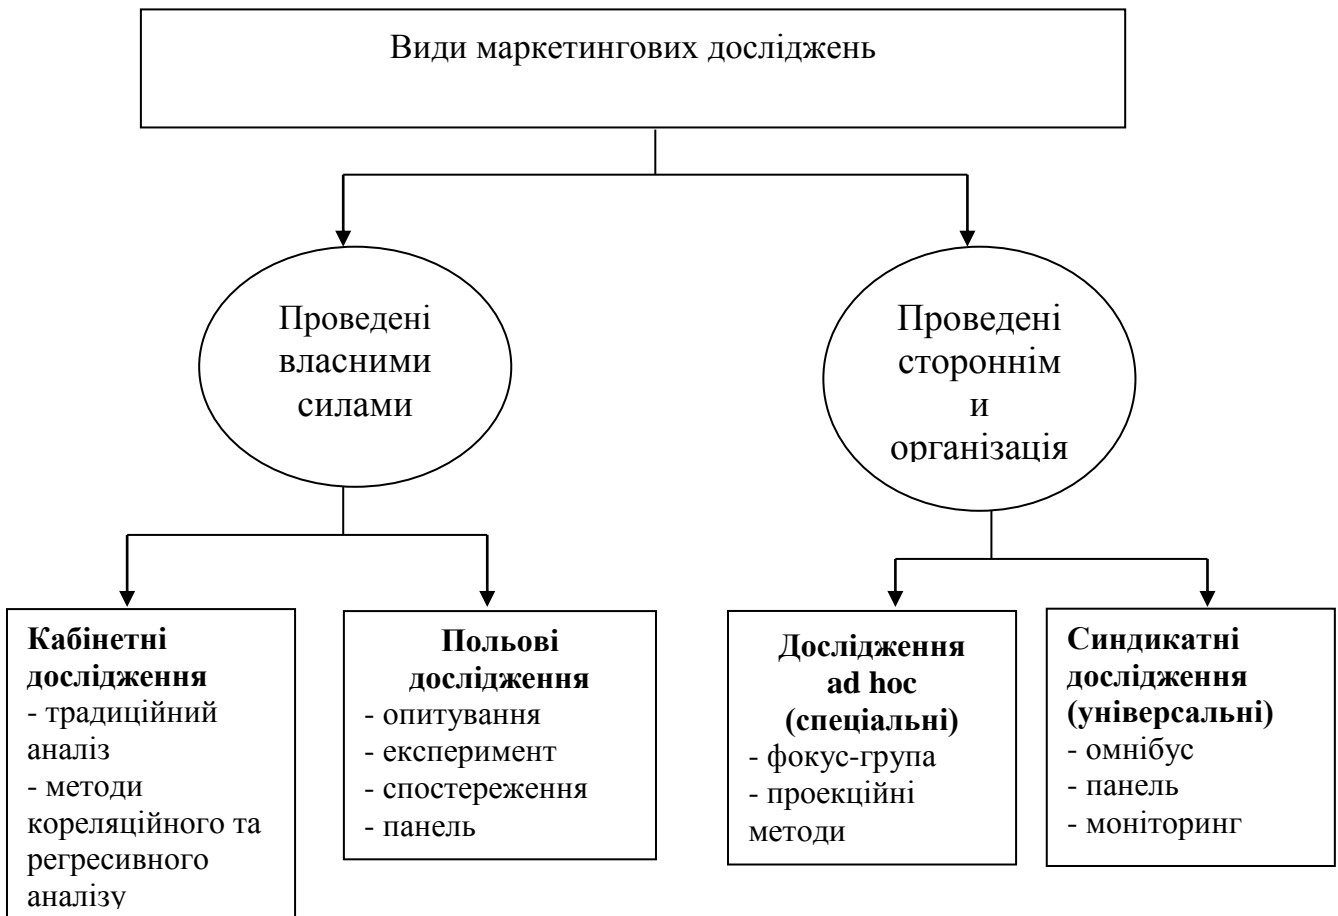 Види маркетингових досліджень
Проведені
власними
силами
Проведені
стороннім
и
організація
Кабінетні
дослідження
- традиційний
аналіз
- методи
кореляційного та
регресивного
аналізу
Польові
дослідження
- опитування
- експеримент
- спостереження
- панель
Дослідження
ad hoc
(спеціальні)
- фокус-група
- проекційні
методи
Синдикатні
дослідження
(універсальні)
- омнібус
- панель
- моніторинг